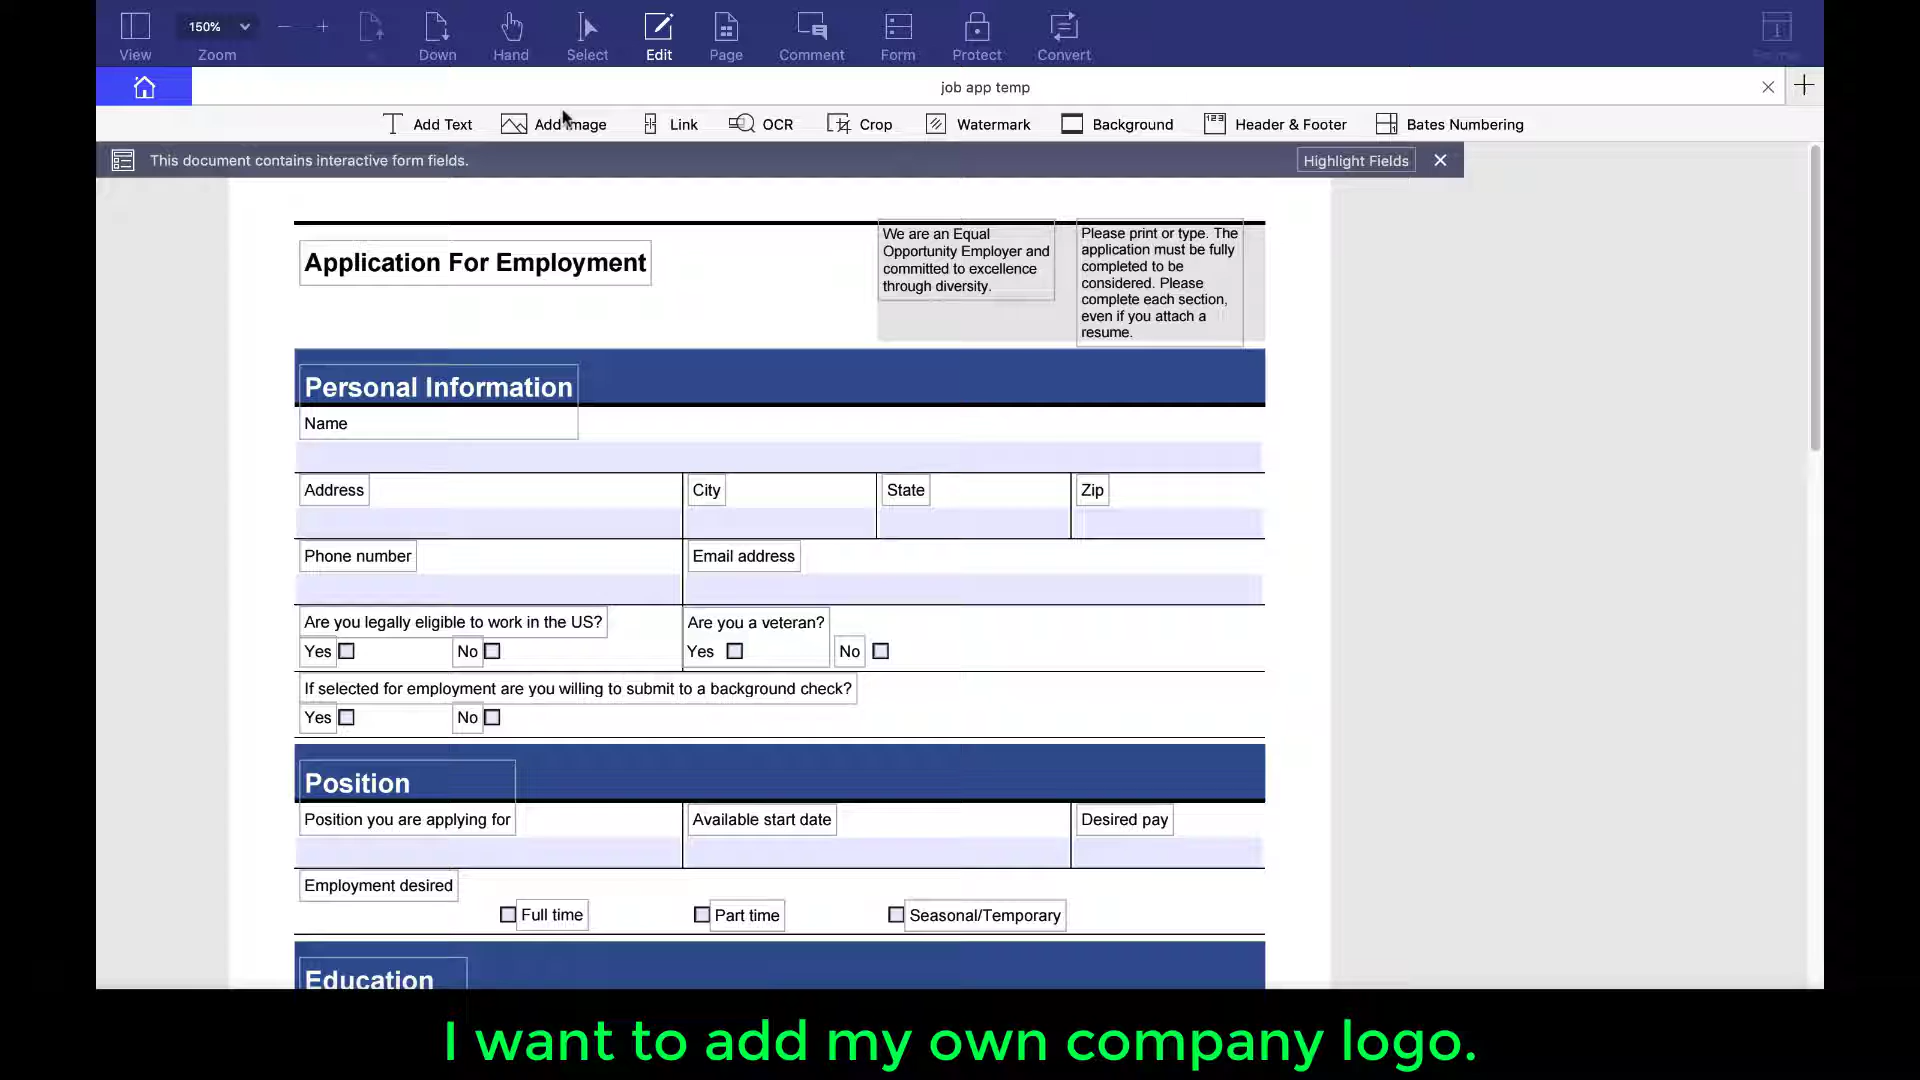 150%
View Zoom Down Hand Select Edit Page Comment Form Protect Convert
job app temp
Add Text Add Image Link OCR Crop Watermark Background Header & Footer Bates Numbering
This document contains interactive form fields. Highlight Fields
Application For Employment
We are an Equal
Opportunity Employer and
committed to excellence
through diversity.
Please print or type. The
application must be fully
completed to be
considered. Please
complete each section,
even if you attach a
resume.
Personal Information
Name
Address City State Zip
Phone number Email address
Are you legally eligible to work in the US? Are you a veteran?
Yes No Yes No
If selected for employment are you willing to submit to a background check?
Yes No
Position
Position you are applying for Available start date Desired pay
Employment desired
Full time Part time Seasonal/Temporary
Education
I want to add my own company logo.